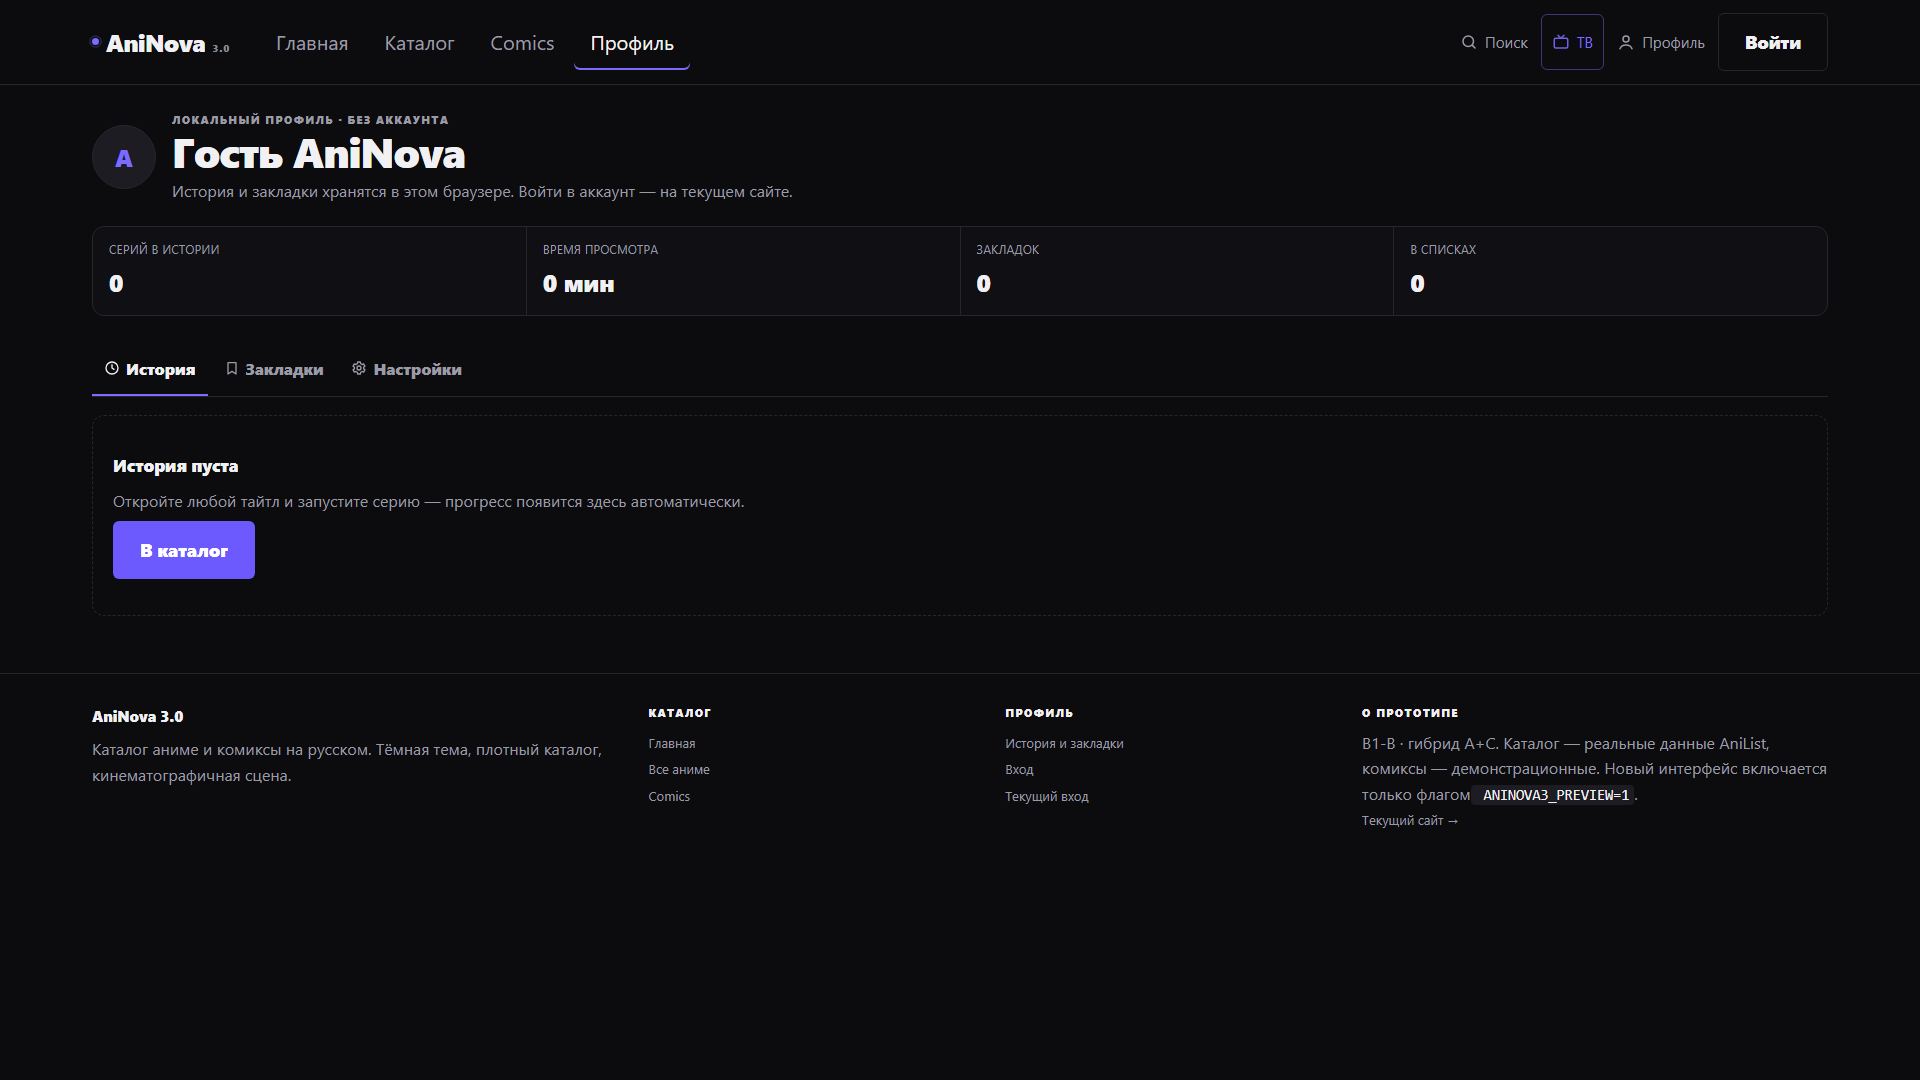 AniNova 3.0
Главная
Каталог
Comics
Профиль
Поиск
ТВ
Профиль
Войти
A
ЛОКАЛЬНЫЙ ПРОФИЛЬ · БЕЗ АККАУНТА
Гость AniNova
История и закладки хранятся в этом браузере. Войти в аккаунт — на текущем сайте.
СЕРИЙ В ИСТОРИИ
0
ВРЕМЯ ПРОСМОТРА
0 мин
ЗАКЛАДОК
0
В СПИСКАХ
0
История
Закладки
Настройки
История пуста
Откройте любой тайтл и запустите серию — прогресс появится здесь автоматически.
В каталог
AniNova 3.0
Каталог аниме и комиксы на русском. Тёмная тема, плотный каталог,
кинематографичная сцена.
КАТАЛОГ
Главная
Все аниме
Comics
ПРОФИЛЬ
История и закладки
Вход
Текущий вход
О ПРОТОТИПЕ
B1-B · гибрид A+C. Каталог — реальные данные AniList,
комиксы — демонстрационные. Новый интерфейс включается
только флагом ANINOVA3_PREVIEW=1.
Текущий сайт →